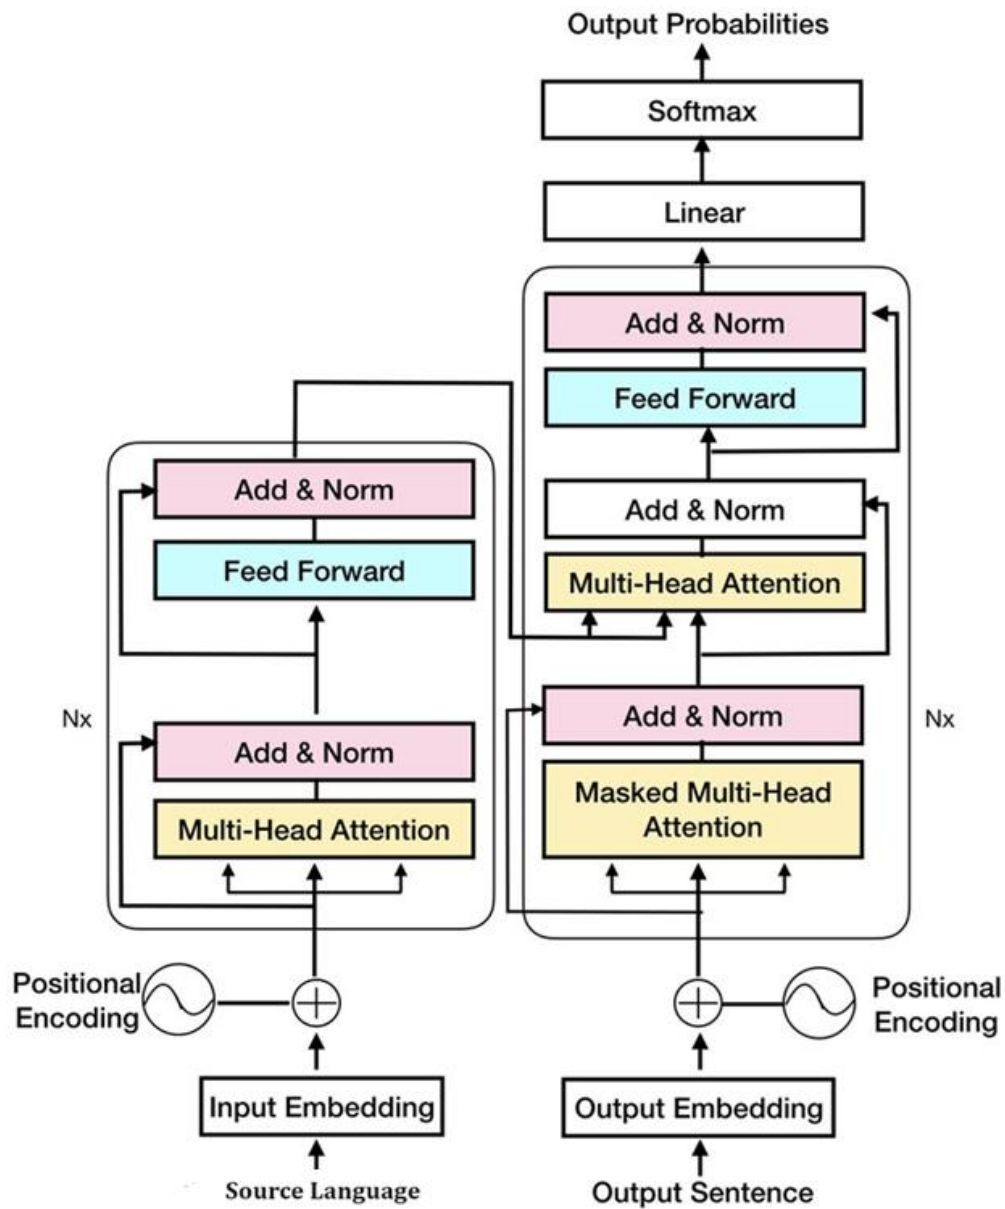 Output Probabilities
Softmax
Linear
Add & Norm
Feed Forward
Add & Norm
Multi-Head Attention
Add & Norm
Masked Multi-Head
Attention
Nx
Positional
Encoding
Output Embedding
Output Sentence
Add & Norm
Feed Forward
Add & Norm
Multi-Head Attention
Nx
Positional
Encoding
Input Embedding
Source Language